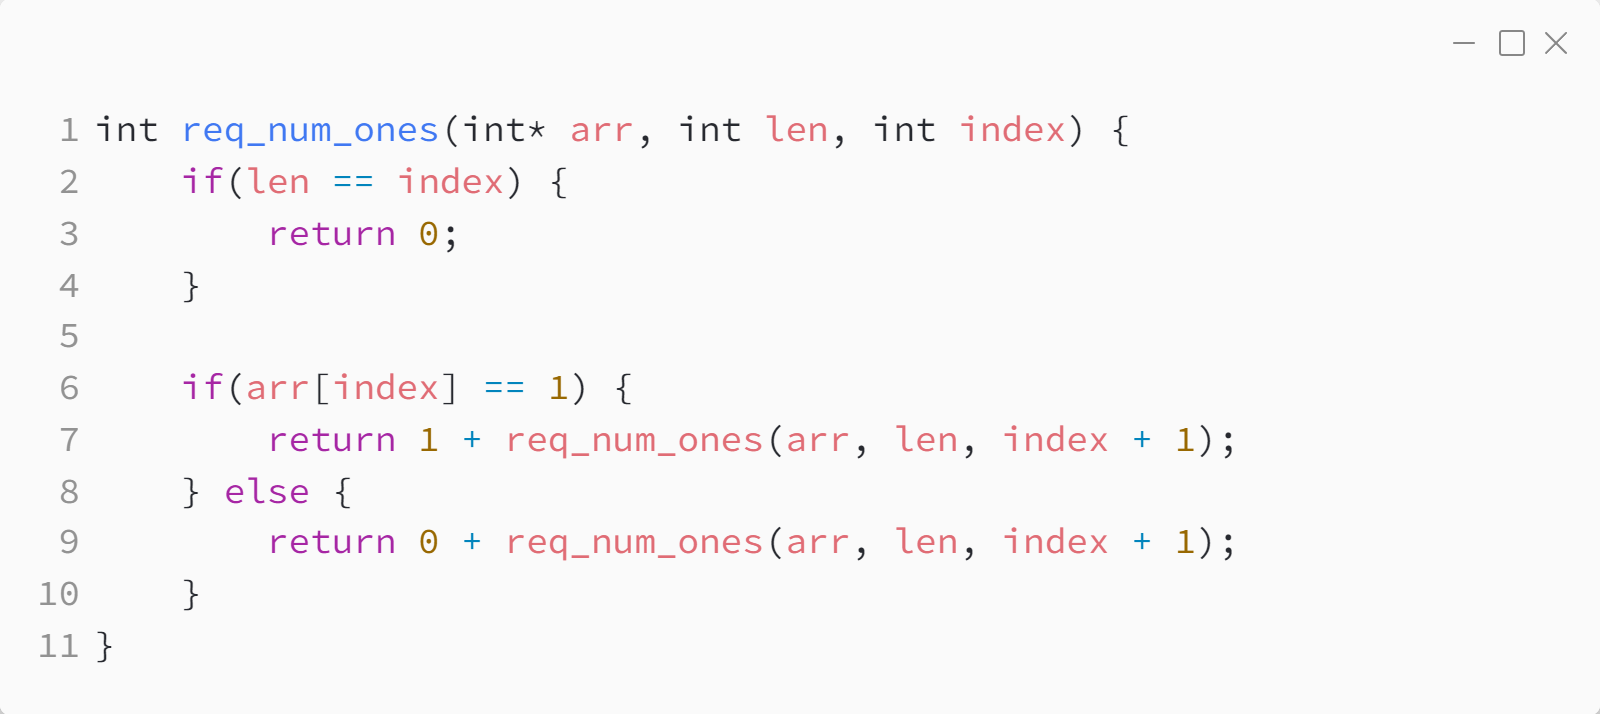 1 int req_num_ones(int* arr, int len, int index) {
2     if(len == index) {
3         return 0;
4     }
5
6     if(arr[index] == 1) {
7         return 1 + req_num_ones(arr, len, index + 1);
8     } else {
9         return 0 + req_num_ones(arr, len, index + 1);
10     }
11 }